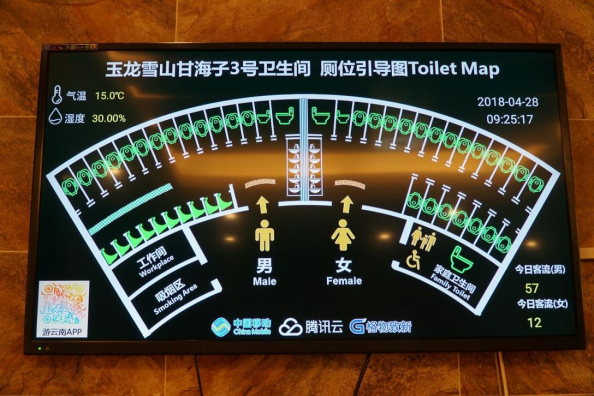 玉龙雪山甘海子3号卫生间 厕位引导图Toilet Map
气温 15.0℃
湿度 30.00%
2018-04-28
09:25:17
工作间
Workplace
吸烟区
Smoking Area
男
Male
女
Female
家庭卫生间
Family Toilet
今日客流(男)
57
今日客流(女)
12
游云南APP
中国移动
China Mobile
腾讯云
格物致新